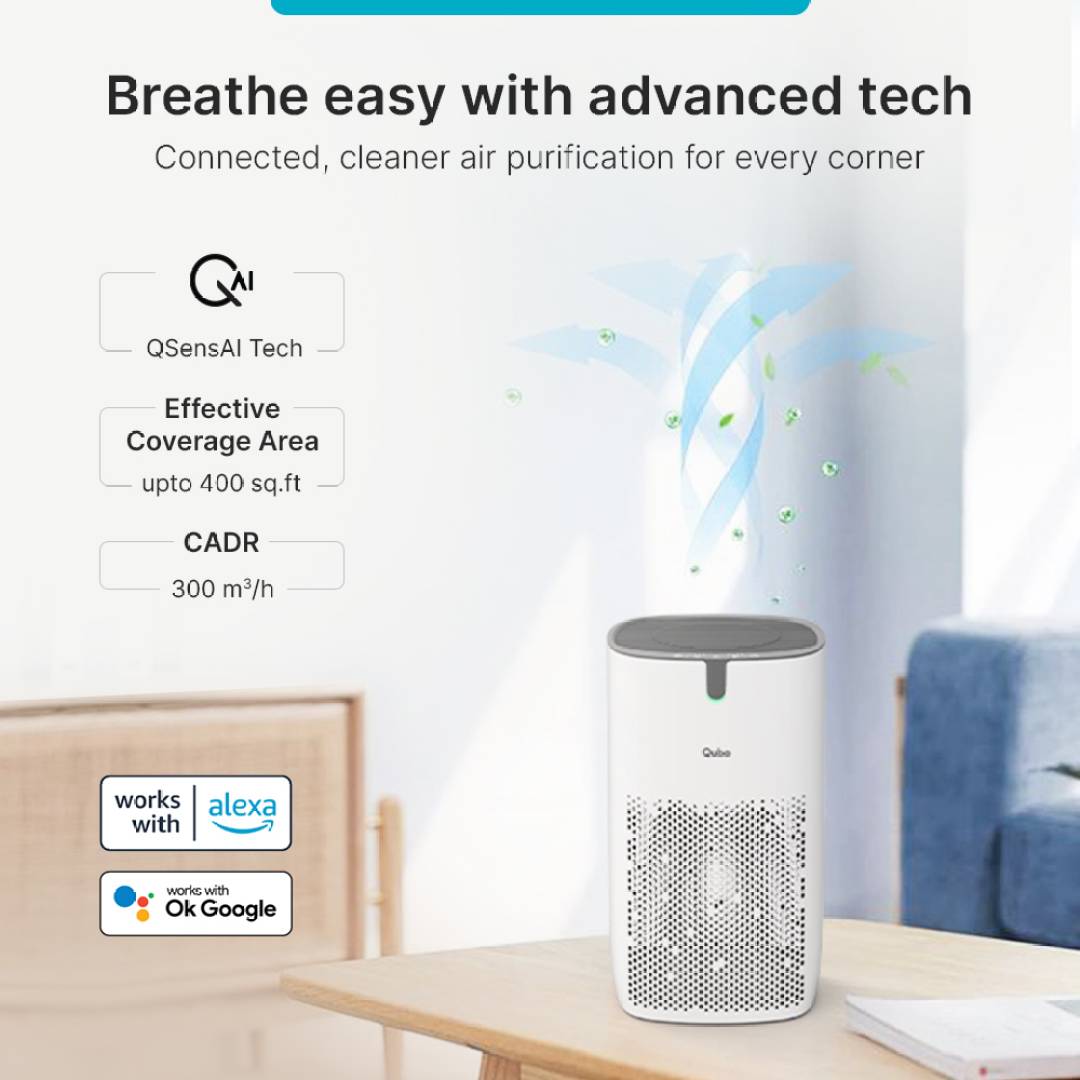 Breathe easy with advanced tech
Connected, cleaner air purification for every corner
QAI
QSensAI Tech
Effective
Coverage Area
upto 400 sq.ft
CADR
300 m³/h
Qubo
works
with
alexa
works with
Ok Google